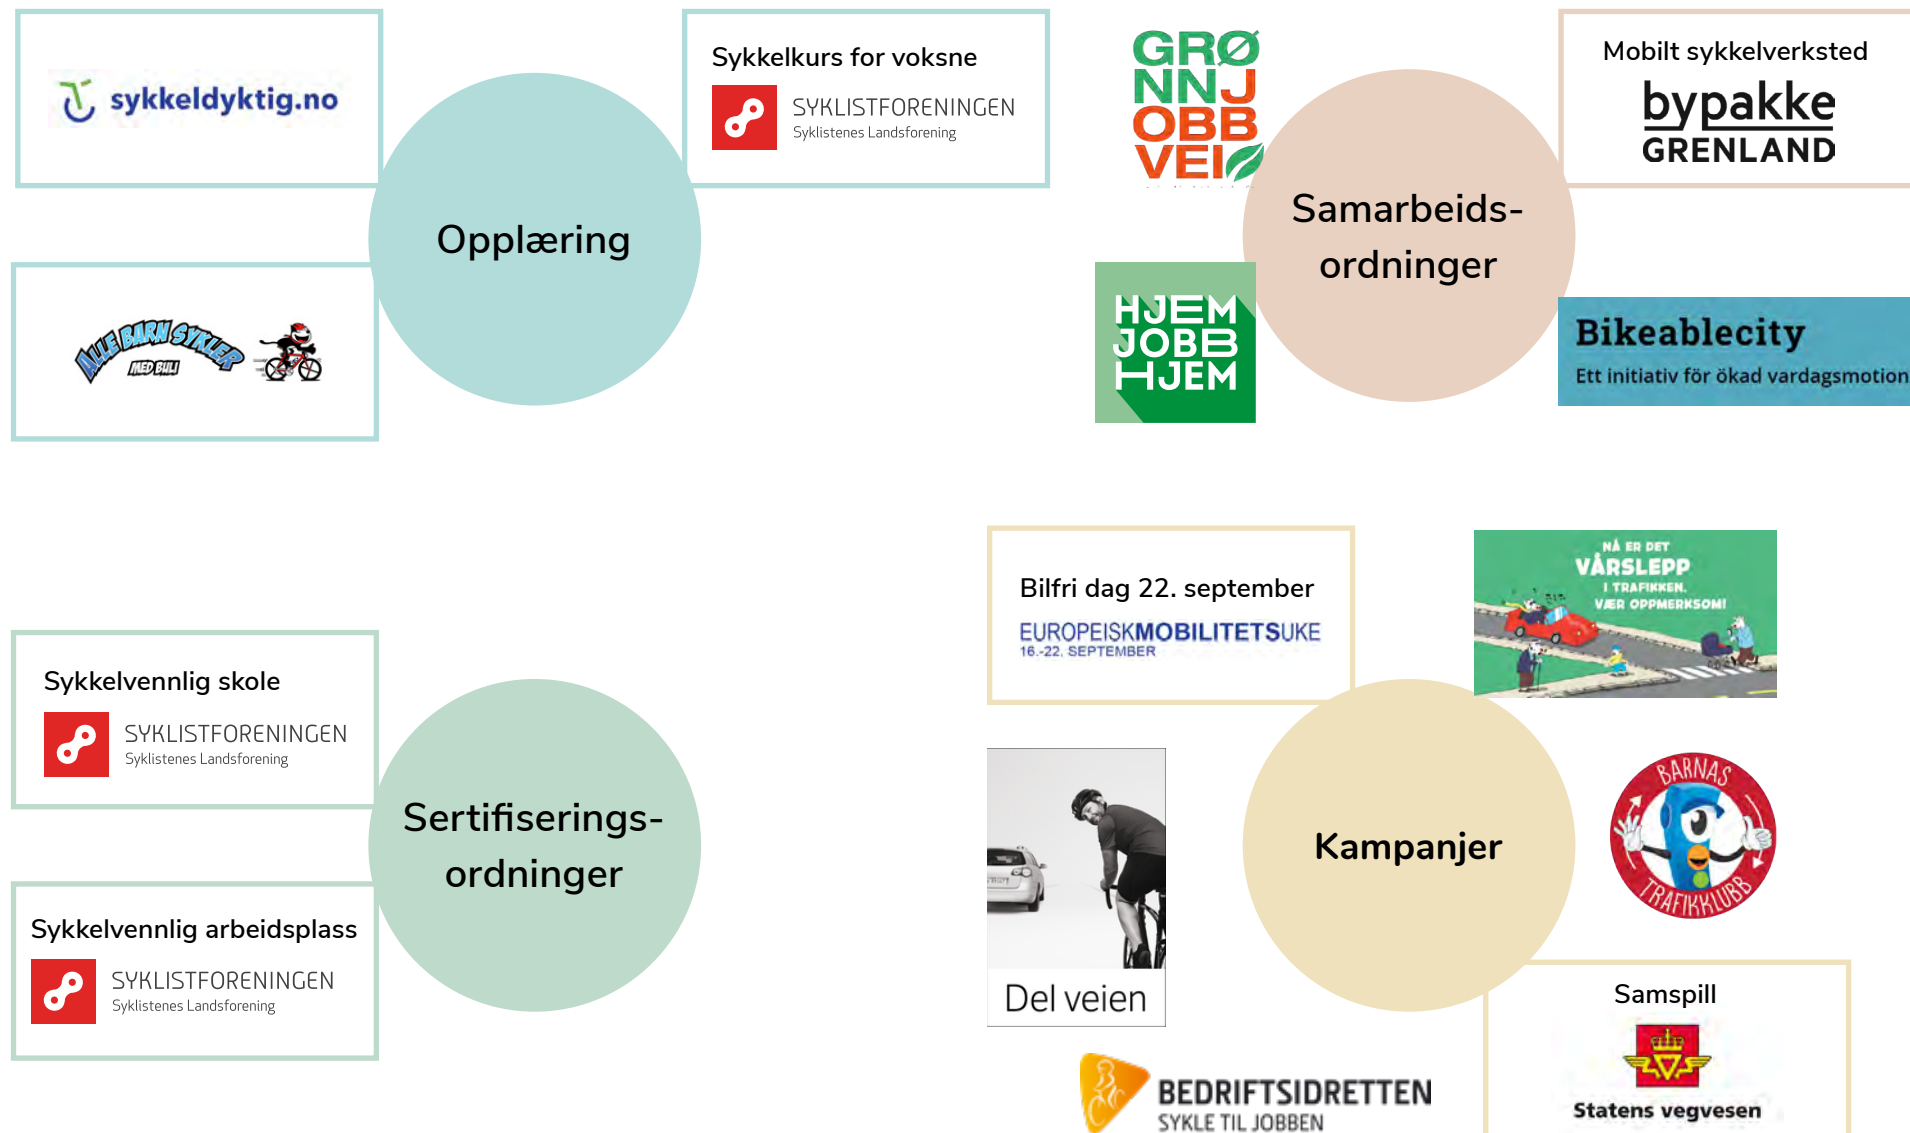 sykkeldyktig.no
Sykkelkurs for voksne
SYKLISTFORENINGEN
Syklistenes Landsforening
Opplæring
ALLE BARN SYKLER
MED BULI
GRØ
NNJ
OBB
VEI
Mobilt sykkelverksted
bypakke
GRENLAND
Samarbeids-
ordninger
HJEM
JOBB
HJEM
Bikeablecity
Ett initiativ för ökad vardagsmotion
Sykkelvennlig skole
SYKLISTFORENINGEN
Syklistenes Landsforening
Sertifiserings-
ordninger
Sykkelvennlig arbeidsplass
SYKLISTFORENINGEN
Syklistenes Landsforening
Bilfri dag 22. september
EUROPEISKMOBILITETSUKE
16.-22. SEPTEMBER
NÅ ER DET
VÅRSLEPP
I TRAFIKKEN.
VÆR OPPMERKSOM!
Kampanjer
BARNAS
TRAFIKKLUBB
Del veien
BEDRIFTSIDRETTEN
SYKLE TIL JOBBEN
Samspill
Statens vegvesen